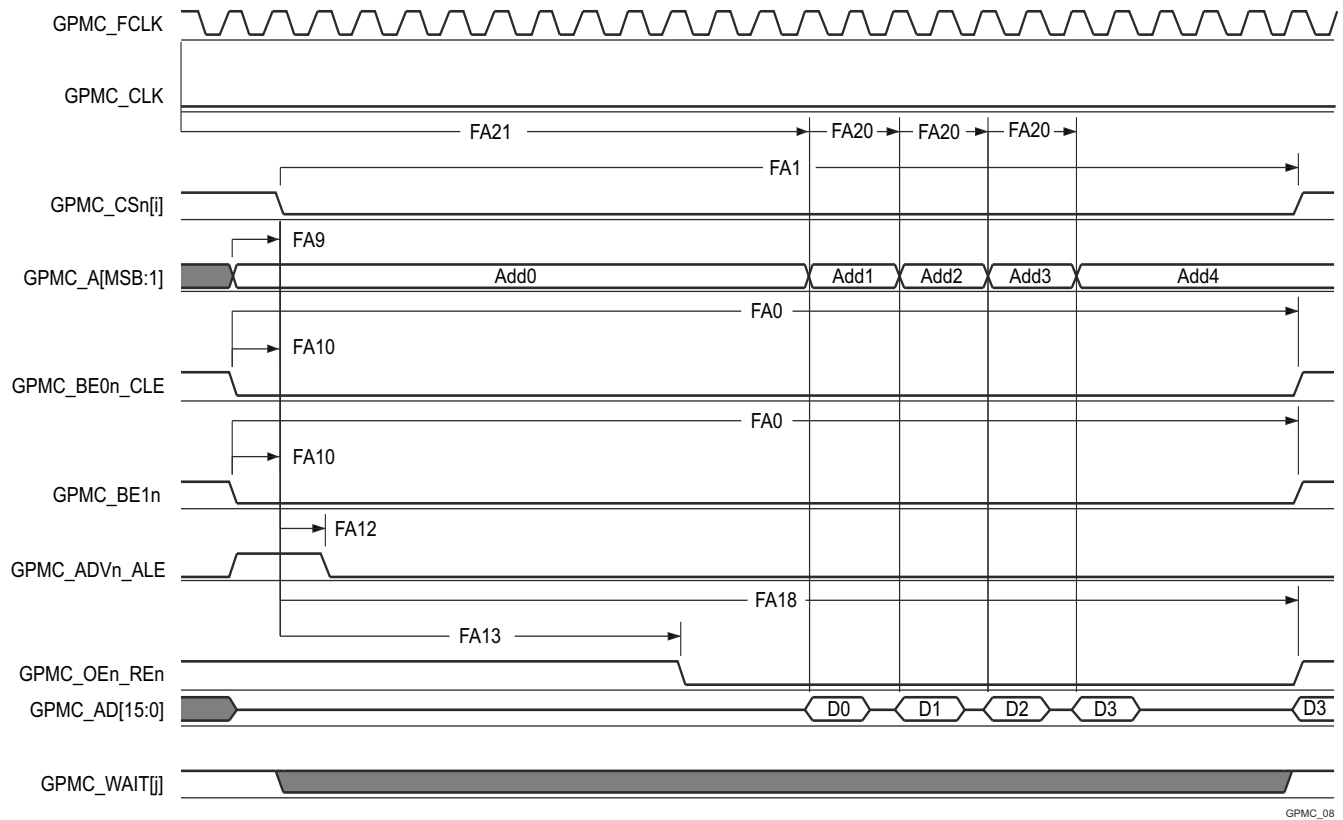 GPMC_FCLK
GPMC_CLK
FA21 FA20 FA20 FA20
FA1
GPMC_CSn[i]
FA9
GPMC_A[MSB:1] Add0 Add1 Add2 Add3 Add4
FA0
FA10
GPMC_BE0n_CLE
FA0
FA10
GPMC_BE1n
FA12
GPMC_ADVn_ALE
FA18
FA13
GPMC_OEn_REn
GPMC_AD[15:0] D0 D1 D2 D3 D3
GPMC_WAIT[j]
GPMC_08